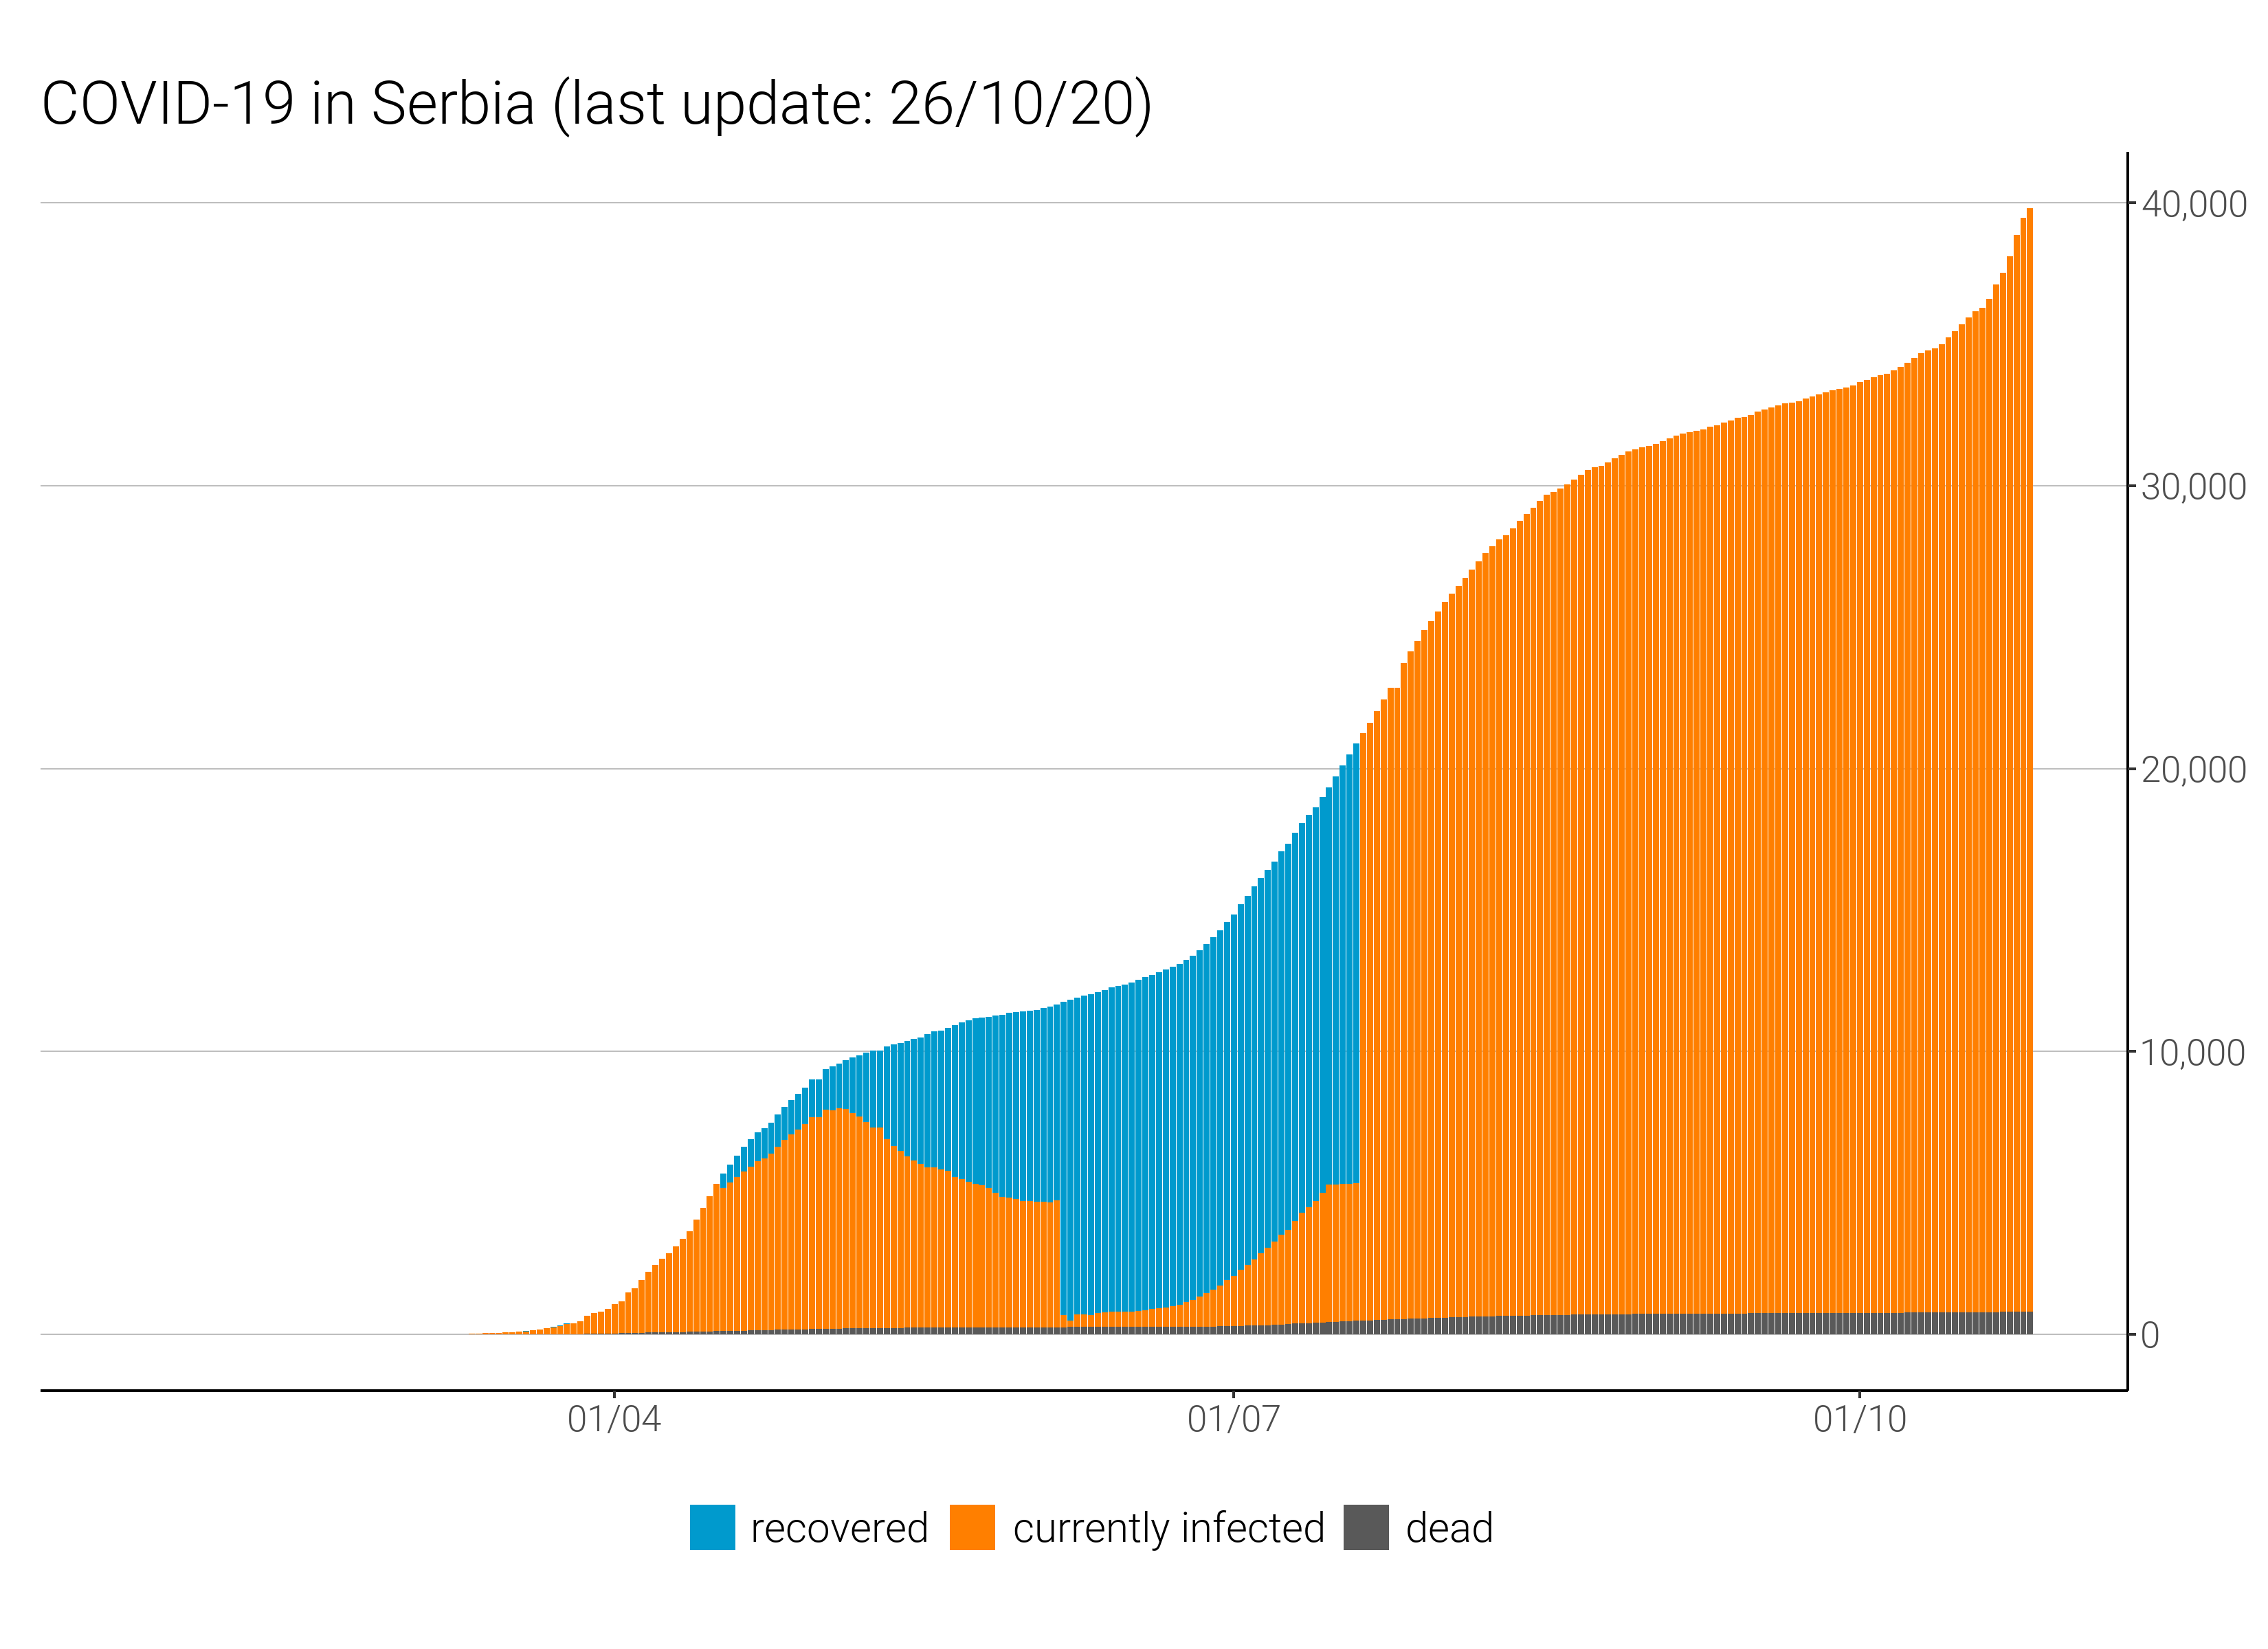 COVID-19 in Serbia (last update: 26/10/20)
40,000
30,000
20,000
10,000
0
01/04 01/07 01/10
recovered currently infected dead